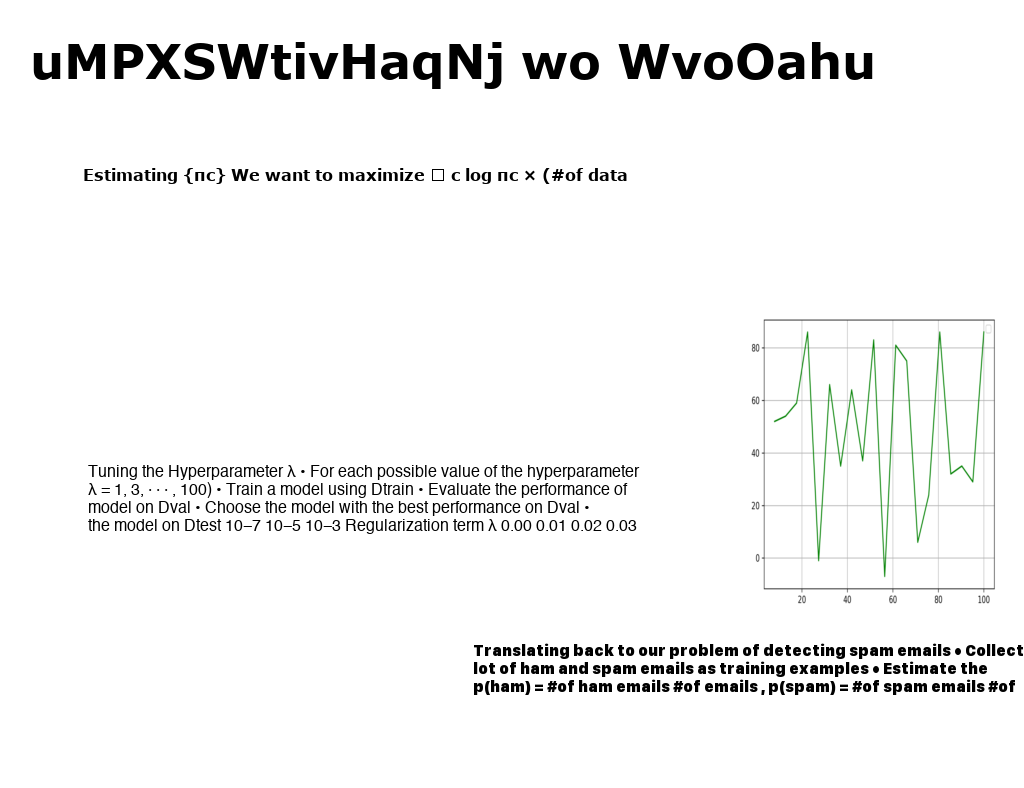 uMPXSWtivHaqNj wo WvoOahu
Estimating {πc} We want to maximize □ c log πc × (#of data
80
60
40
20
0
20 40 60 80 100
Tuning the Hyperparameter λ • For each possible value of the hyperparameter
λ = 1, 3, · · · , 100) • Train a model using Dtrain • Evaluate the performance of
model on Dval • Choose the model with the best performance on Dval •
the model on Dtest 10−7 10−5 10−3 Regularization term λ 0.00 0.01 0.02 0.03
Translating back to our problem of detecting spam emails • Collect
lot of ham and spam emails as training examples • Estimate the
p(ham) = #of ham emails #of emails , p(spam) = #of spam emails #of